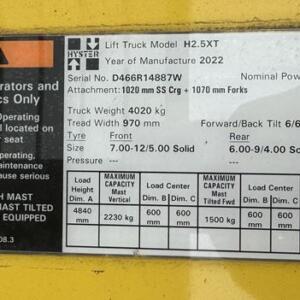 HYSTER
Lift Truck Model H2.5XT
Year of Manufacture 2022
Serial No. D466R14887W Nominal Pow
Attachment: 1020 mm SS Crg + 1070 mm Forks
Truck Weight 4020 kg
Tread Width 970 mm Forward/Back Tilt 6/6
Tyre Front Rear
Size 7.00-12/5.00 Solid 6.00-9/4.00 So
Pressure --- ---
Load Height Dim. A MAXIMUM CAPACITY Mast Vertical Load Center Dim. B Dim. C MAXIMUM CAPACITY Mast Tilted Fwd Load Center Dim. B Dim. C
4840 mm 2230 kg 600 mm 600 mm 1500 kg 600 mm 600 mm
erators and
cs Only
Operating
l located on
r seat
Operating,
aintenance
cause serious
H MAST
MAST TILTED
EQUIPPED
08.3